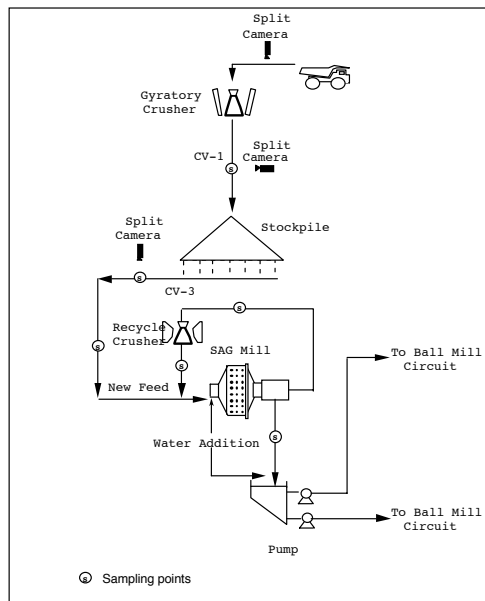 Split
Camera
Gyratory
Crusher
Split
Camera
CV-1
S
Split
Camera
Stockpile
S
CV-3
S
Recycle
Crusher
S
SAG Mill
S
To Ball Mill
Circuit
New Feed
Water Addition
S
To Ball Mill
Circuit
Pump
S Sampling points